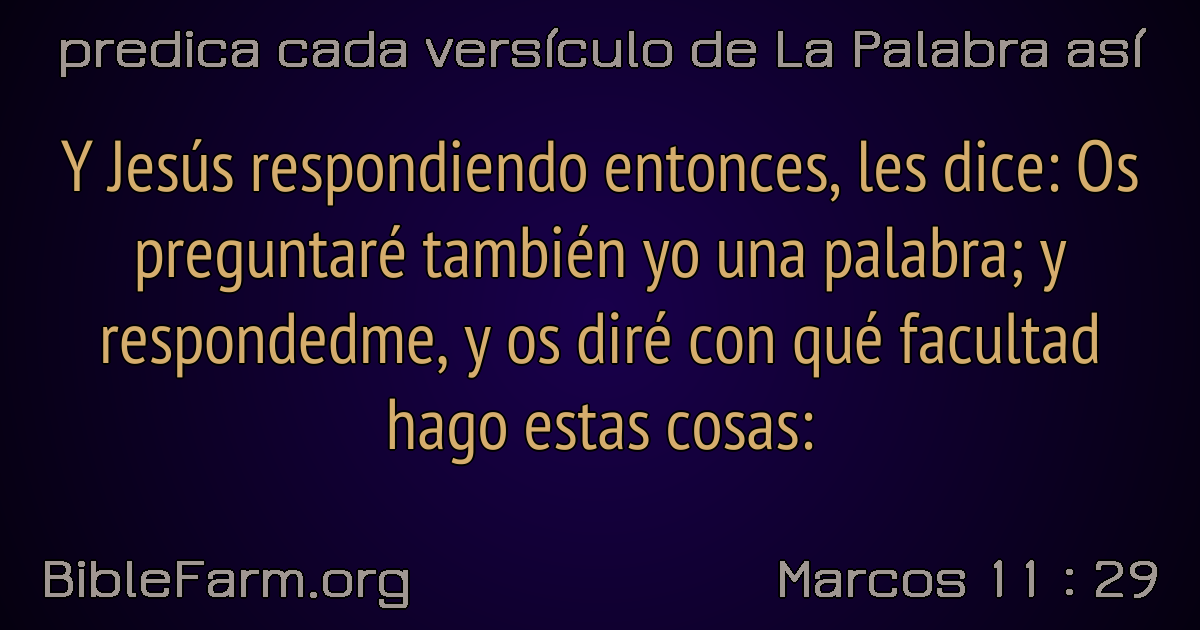 predica cada versículo de La Palabra así
Y Jesús respondiendo entonces, les dice: Os
preguntaré también yo una palabra; y
respondedme, y os diré con qué facultad
hago estas cosas:
BibleFarm.org
Marcos 11 : 29